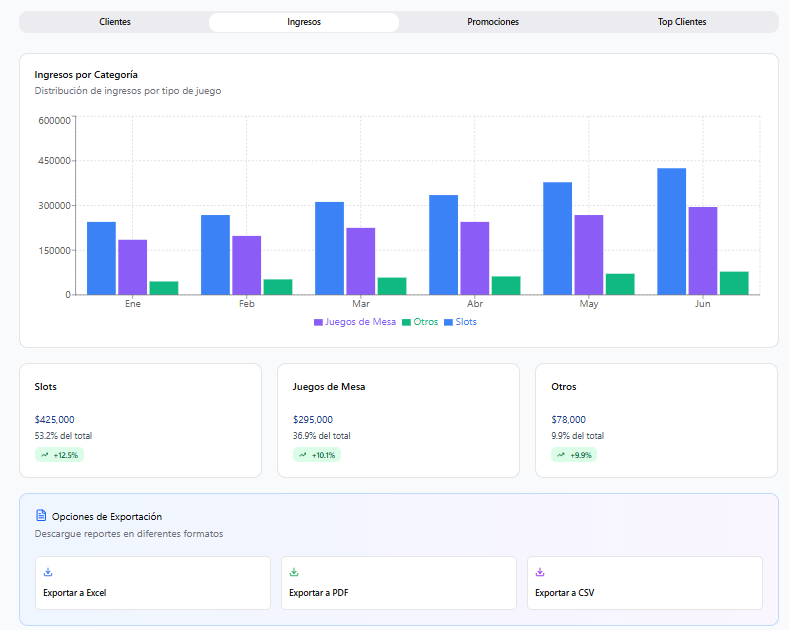 Clientes
Ingresos
Promociones
Top Clientes
Ingresos por Categoría
Distribución de ingresos por tipo de juego
600000
450000
300000
150000
0
Ene
Feb
Mar
Abr
May
Jun
Juegos de Mesa
Otros
Slots
Slots
$425,000
53.2% del total
+12.5%
Juegos de Mesa
$295,000
36.9% del total
+10.1%
Otros
$78,000
9.9% del total
+9.9%
Opciones de Exportación
Descargue reportes en diferentes formatos
Exportar a Excel
Exportar a PDF
Exportar a CSV